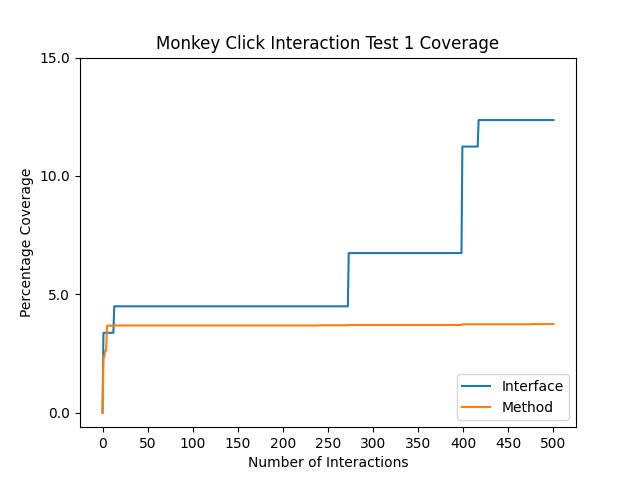 Monkey Click Interaction Test 1 Coverage
15.0
10.0
5.0
0.0
Percentage Coverage
Interface
Method
0 50 100 150 200 250 300 350 400 450 500
Number of Interactions